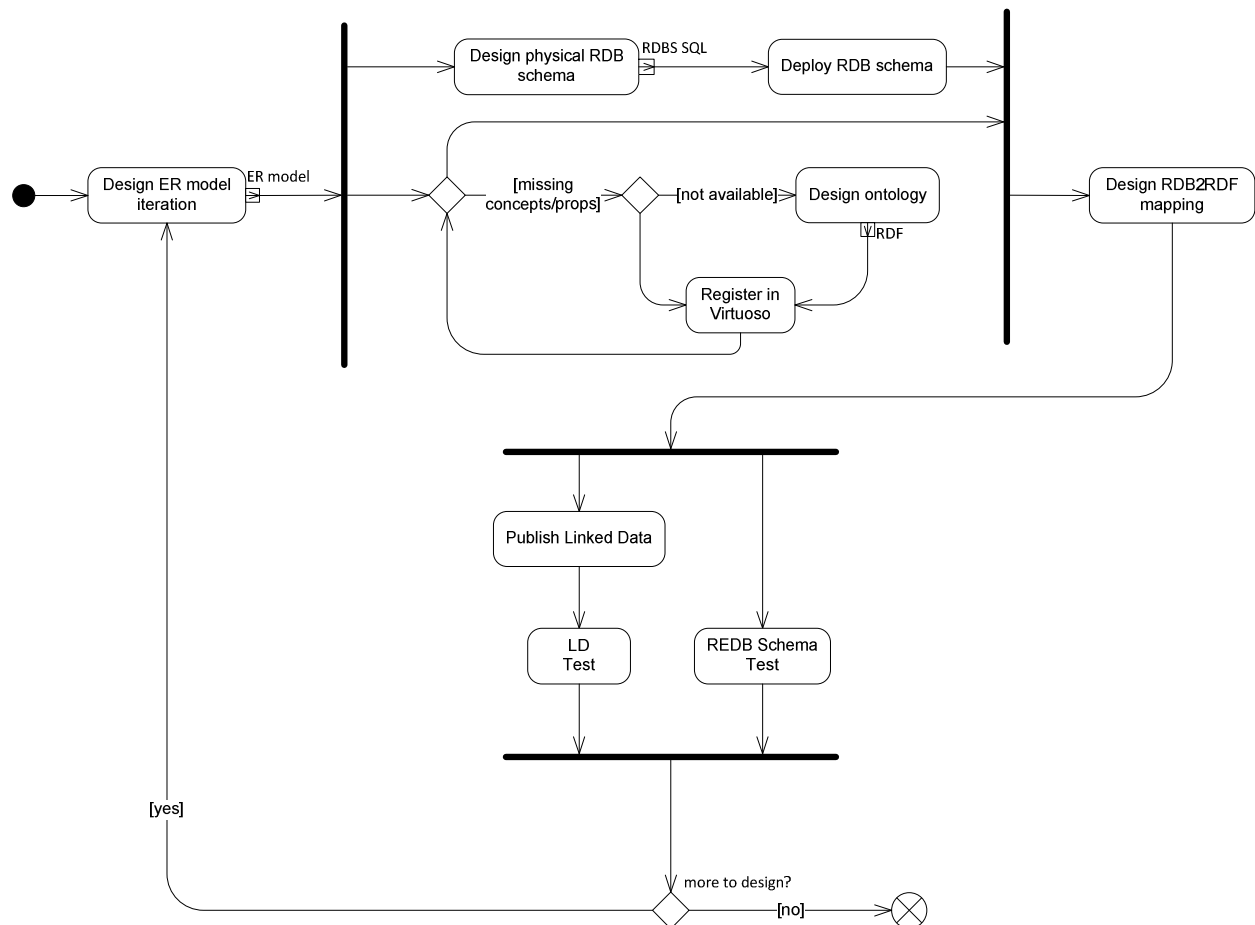 Design physical RDB
schema
RDBS SQL
Deploy RDB schema
Design ER model
iteration
ER model
[missing
concepts/props]
[not available]
Design ontology
RDF
Design RDB2RDF
mapping
Register in
Virtuoso
Publish Linked Data
LD
Test
REDB Schema
Test
[yes]
more to design?
[no]